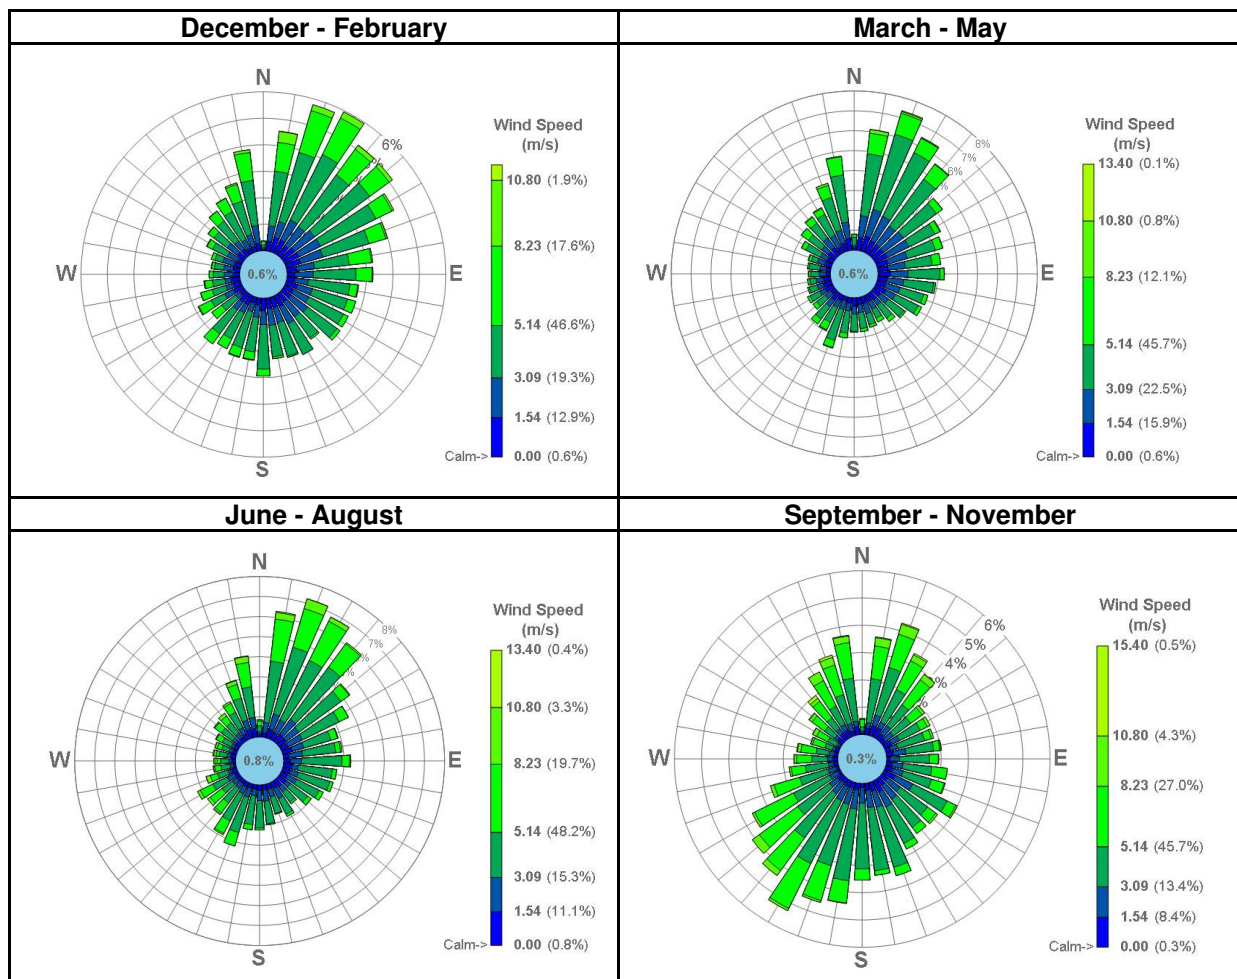 December - February
March - May
N
6%
W
E
S
0.6%
Wind Speed
(m/s)
10.80 (1.9%)
8.23 (17.6%)
5.14 (46.6%)
3.09 (19.3%)
1.54 (12.9%)
Calm-> 0.00 (0.6%)
N
8%
7%
6%
W
E
S
0.6%
Wind Speed
(m/s)
13.40 (0.1%)
10.80 (0.8%)
8.23 (12.1%)
5.14 (45.7%)
3.09 (22.5%)
1.54 (15.9%)
Calm-> 0.00 (0.6%)
June - August
September - November
N
8%
7%
W
E
S
0.8%
Wind Speed
(m/s)
13.40 (0.4%)
10.80 (3.3%)
8.23 (19.7%)
5.14 (48.2%)
3.09 (15.3%)
1.54 (11.1%)
Calm-> 0.00 (0.8%)
N
6%
5%
4%
W
E
S
0.3%
Wind Speed
(m/s)
15.40 (0.5%)
10.80 (4.3%)
8.23 (27.0%)
5.14 (45.7%)
3.09 (13.4%)
1.54 (8.4%)
Calm-> 0.00 (0.3%)